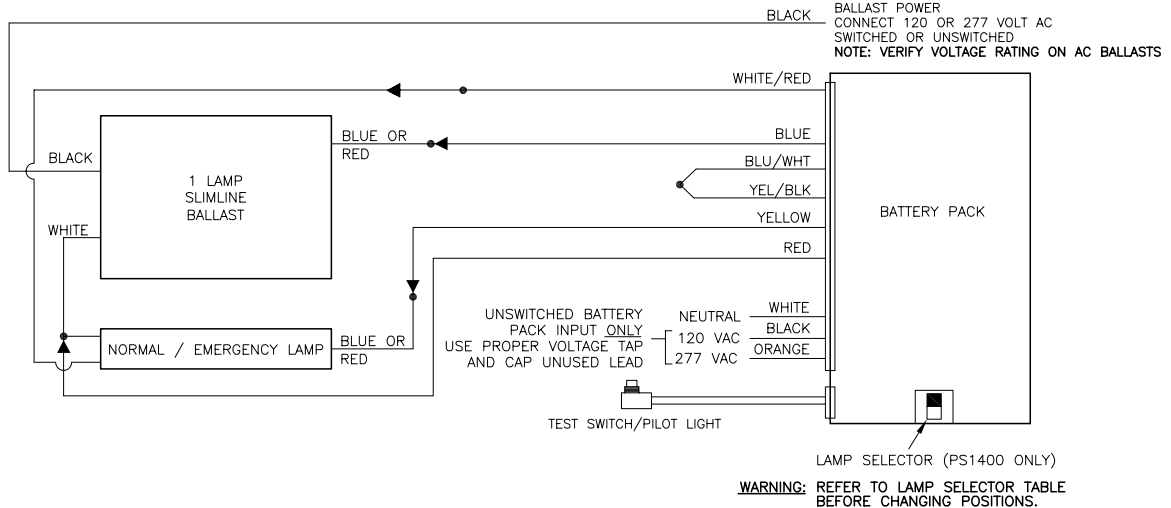 BLACK
BALLAST POWER
CONNECT 120 OR 277 VOLT AC
SWITCHED OR UNSWITCHED
NOTE: VERIFY VOLTAGE RATING ON AC BALLASTS
WHITE/RED
BLUE OR
RED
BLUE
BLACK
BLU/WHT
1 LAMP
SLIMLINE
BALLAST
YEL/BLK
BATTERY PACK
YELLOW
WHITE
RED
UNSWITCHED BATTERY
PACK INPUT ONLY
USE PROPER VOLTAGE TAP
AND CAP UNUSED LEAD
NEUTRAL
WHITE
120 VAC
BLACK
277 VAC
ORANGE
NORMAL / EMERGENCY LAMP
BLUE OR
RED
TEST SWITCH/PILOT LIGHT
LAMP SELECTOR (PS1400 ONLY)
WARNING: REFER TO LAMP SELECTOR TABLE
BEFORE CHANGING POSITIONS.